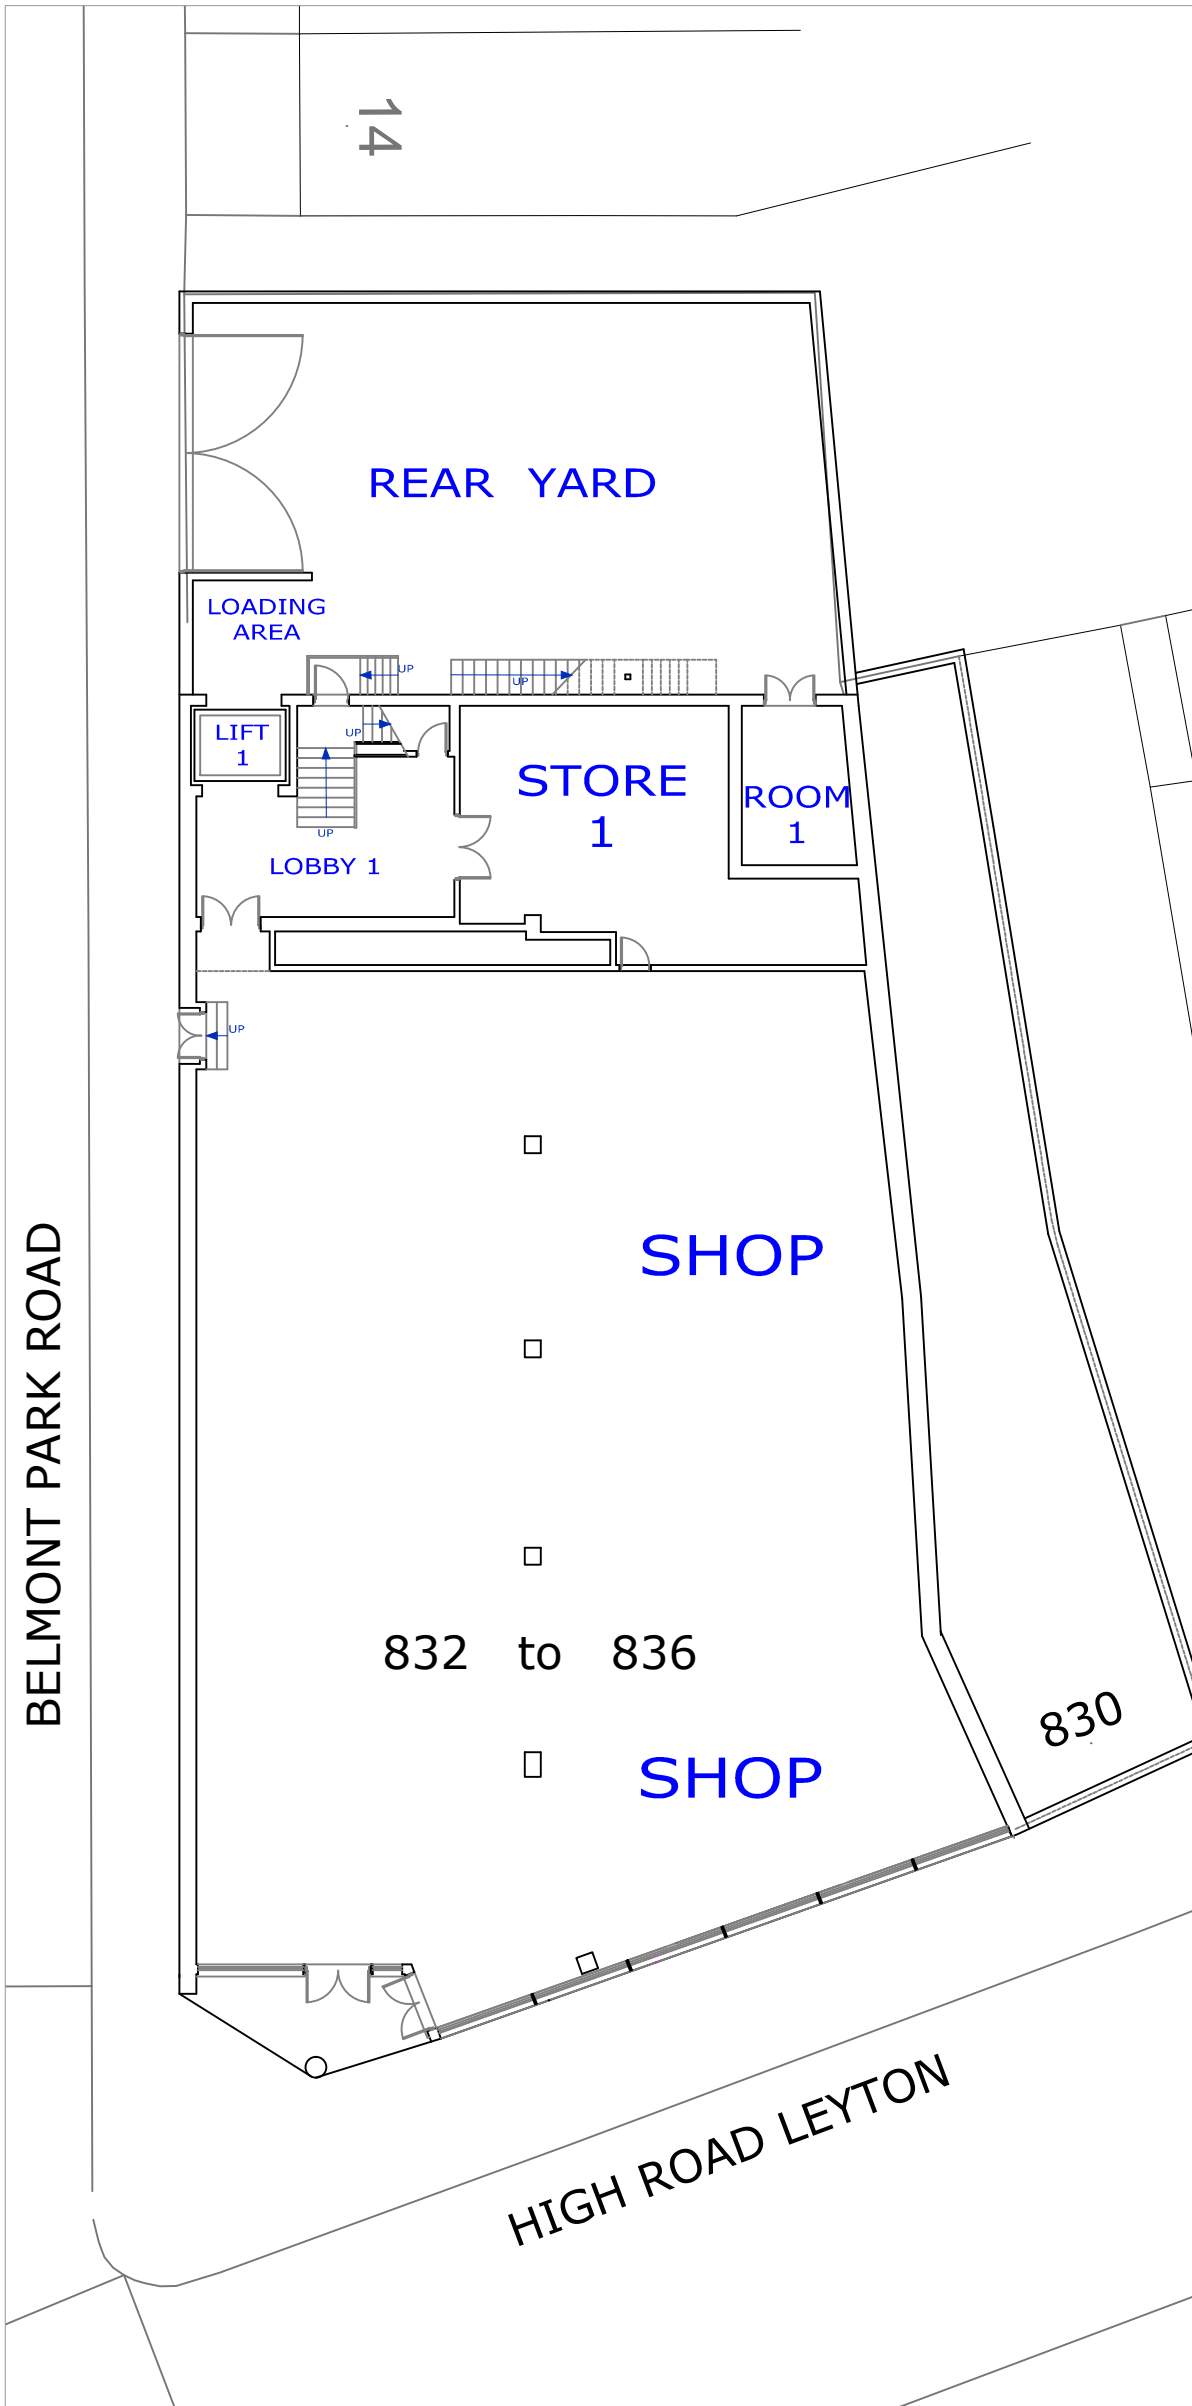 14
REAR YARD
LOADING
AREA
UP
UP
LIFT
1
UP
UP
STORE
1
ROOM
1
LOBBY 1
UP
SHOP
BELMONT PARK ROAD
832 to 836
830
SHOP
HIGH ROAD LEYTON